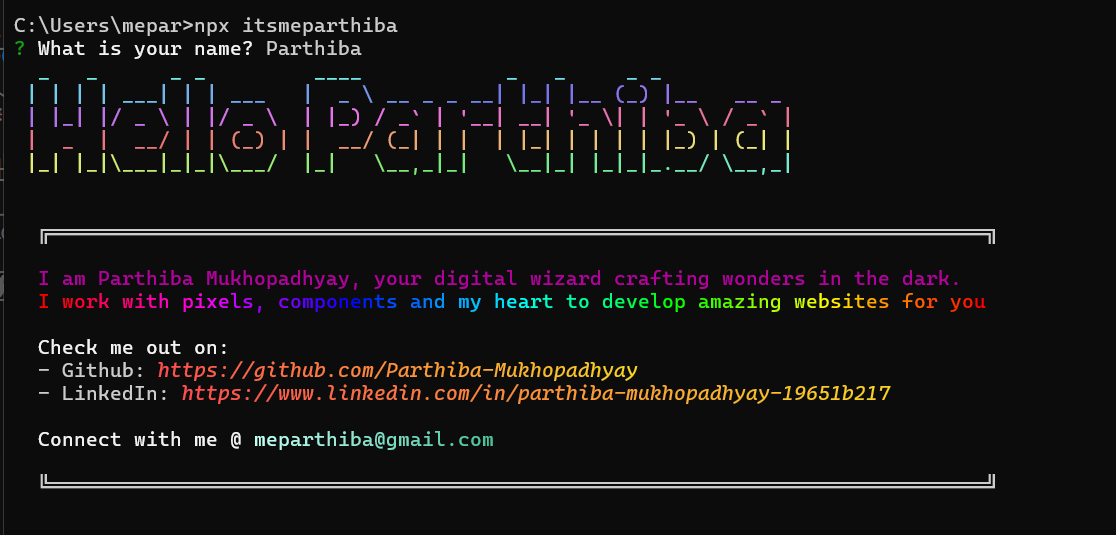 C:\Users\mepar>npx itsmeparthiba
? What is your name? Parthiba
Hello Parthiba
I am Parthiba Mukhopadhyay, your digital wizard crafting wonders in the dark.
I work with pixels, components and my heart to develop amazing websites for you
Check me out on:
- Github: https://github.com/Parthiba-Mukhopadhyay
- LinkedIn: https://www.linkedin.com/in/parthiba-mukhopadhyay-19651b217
Connect with me @ meparthiba@gmail.com